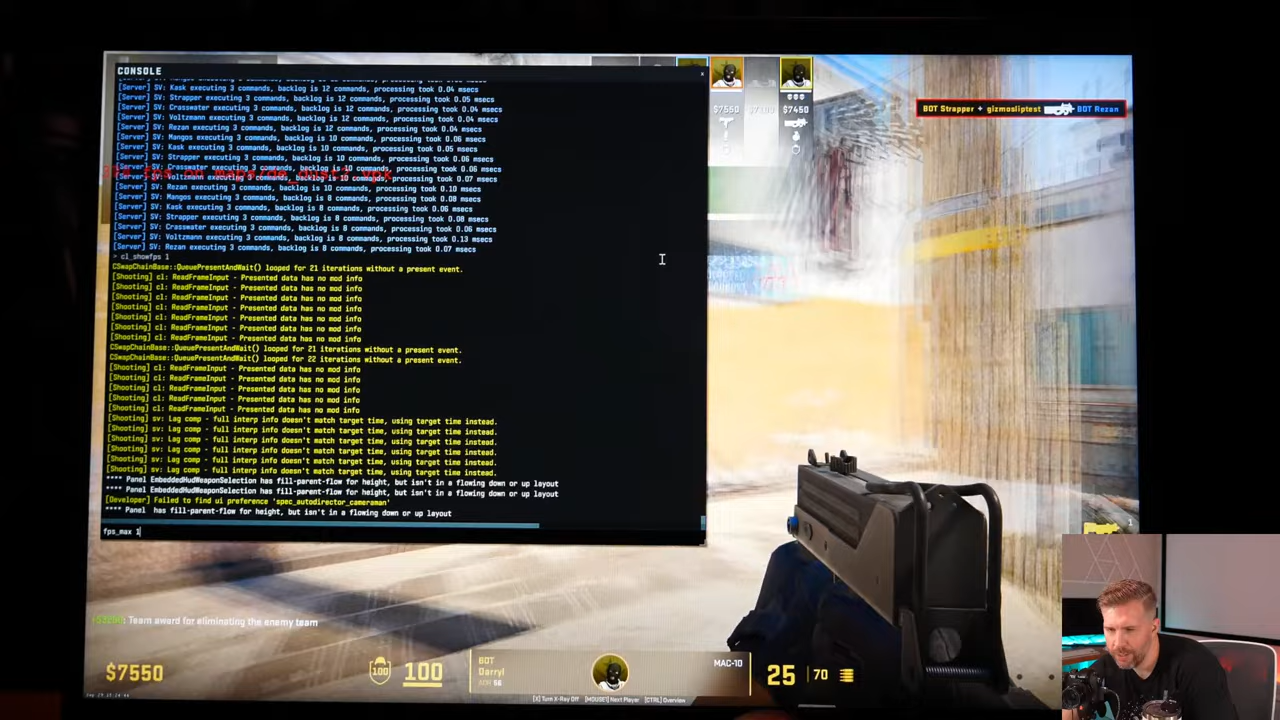 CONSOLE
[Server] SV: Kask executing 3 commands, backlog is 12 commands, processing took 0.04 msecs
[Server] SV: Strapper executing 3 commands, backlog is 12 commands, processing took 0.05 msecs
[Server] SV: Crasswater executing 3 commands, backlog is 12 commands, processing took 0.04 msecs
[Server] SV: Voltzmann executing 3 commands, backlog is 12 commands, processing took 0.04 msecs
[Server] SV: Rezan executing 3 commands, backlog is 12 commands, processing took 0.04 msecs
[Server] SV: Mangos executing 3 commands, backlog is 10 commands, processing took 0.06 msecs
[Server] SV: Kask executing 3 commands, backlog is 10 commands, processing took 0.05 msecs
[Server] SV: Strapper executing 3 commands, backlog is 10 commands, processing took 0.06 msecs
[Server] SV: Crasswater executing 3 commands, backlog is 10 commands, processing took 0.06 msecs
[Server] SV: Voltzmann executing 3 commands, backlog is 10 commands, processing took 0.07 msecs
[Server] SV: Rezan executing 3 commands, backlog is 10 commands, processing took 0.10 msecs
[Server] SV: Mangos executing 3 commands, backlog is 8 commands, processing took 0.08 msecs
[Server] SV: Kask executing 3 commands, backlog is 8 commands, processing took 0.06 msecs
[Server] SV: Strapper executing 3 commands, backlog is 8 commands, processing took 0.08 msecs
[Server] SV: Crasswater executing 3 commands, backlog is 8 commands, processing took 0.06 msecs
[Server] SV: Voltzmann executing 3 commands, backlog is 8 commands, processing took 0.13 msecs
[Server] SV: Rezan executing 3 commands, backlog is 8 commands, processing took 0.07 msecs
> cl_showfps 1
CSwapChainBase::QueuePresentAndWait() looped for 21 iterations without a present event.
[Shooting] cl: ReadFrameInput - Presented data has no mod info
[Shooting] cl: ReadFrameInput - Presented data has no mod info
[Shooting] cl: ReadFrameInput - Presented data has no mod info
[Shooting] cl: ReadFrameInput - Presented data has no mod info
[Shooting] cl: ReadFrameInput - Presented data has no mod info
[Shooting] cl: ReadFrameInput - Presented data has no mod info
[Shooting] cl: ReadFrameInput - Presented data has no mod info
CSwapChainBase::QueuePresentAndWait() looped for 21 iterations without a present event.
CSwapChainBase::QueuePresentAndWait() looped for 22 iterations without a present event.
[Shooting] cl: ReadFrameInput - Presented data has no mod info
[Shooting] cl: ReadFrameInput - Presented data has no mod info
[Shooting] cl: ReadFrameInput - Presented data has no mod info
[Shooting] cl: ReadFrameInput - Presented data has no mod info
[Shooting] cl: ReadFrameInput - Presented data has no mod info
[Shooting] sv: Lag comp - full interp info doesn't match target time, using target time instead.
[Shooting] sv: Lag comp - full interp info doesn't match target time, using target time instead.
[Shooting] sv: Lag comp - full interp info doesn't match target time, using target time instead.
[Shooting] sv: Lag comp - full interp info doesn't match target time, using target time instead.
[Shooting] sv: Lag comp - full interp info doesn't match target time, using target time instead.
[Shooting] sv: Lag comp - full interp info doesn't match target time, using target time instead.
**** Panel EmbeddedHudWeaponSelection has fill-parent-flow for height, but isn't in a flowing down or up layout
**** Panel EmbeddedHudWeaponSelection has fill-parent-flow for height, but isn't in a flowing down or up layout
[Developer] Failed to find ui preference 'spec_autodirector_cameraman'
**** Panel  has fill-parent-flow for height, but isn't in a flowing down or up layout
fps_max 1
$7550
$7450
BOT Strapper + gizmosliptest BOT Rezan
Team award for eliminating the enemy team
$7550
100
100
BOT
Darryl
MAC-10
25 | 70
[X] Turn X-Ray Off [MOUSE1] Next Player [CTRL] Overview